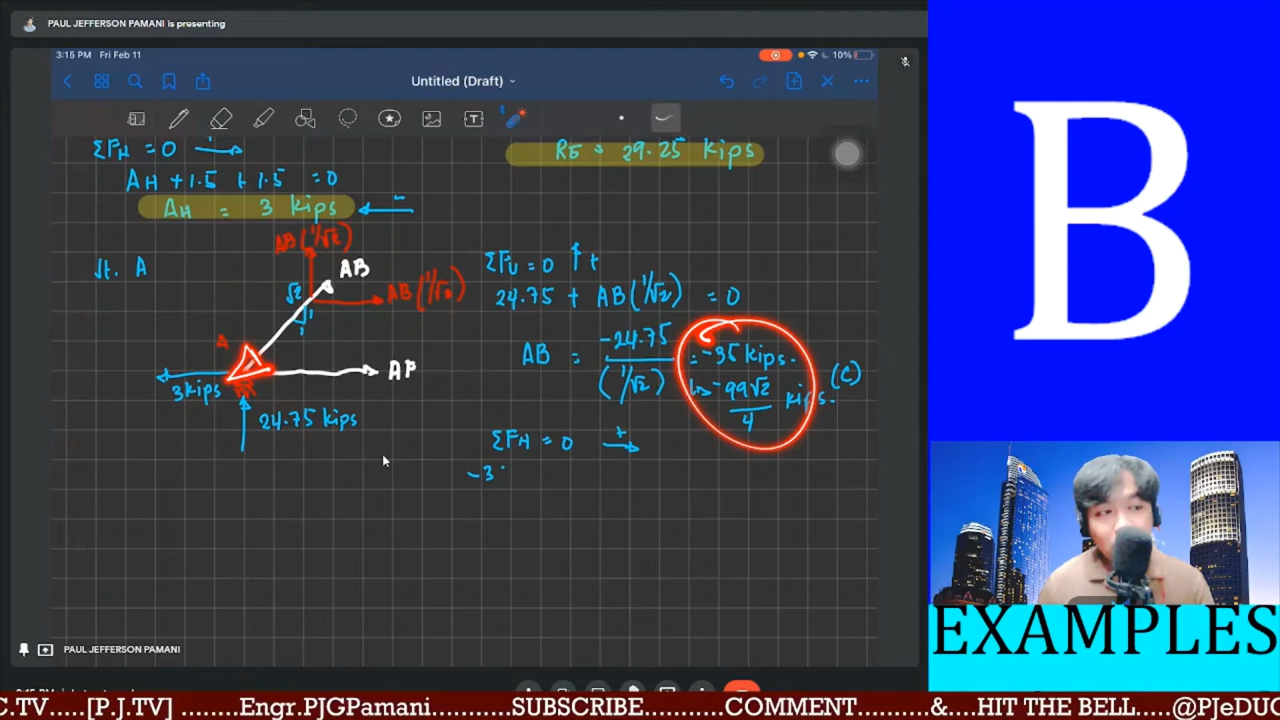 PAUL JEFFERSON PAMANI is presenting
3:15 PM Fri Feb 11
10%
Untitled (Draft)
ΣFH = 0
AH + 1.5 + 1.5 = 0
AH = 3 kips
RE = 29.25 kips
Jt. A
AB (1/√2)
AB
AB (1/√2)
√2
1
1
A
3 kips
24.75 kips
ΣFV = 0 +
24.75 + AB (1/√2) = 0
AB = -24.75 / (1/√2) = -35 kips.
-99√2 / 4 kips. (C)
ΣFH = 0 +
-3
PAUL JEFFERSON PAMANI
B
EXAMPLES
C.TV.....[P.J.TV] ........Engr.PJGPamani...........SUBSCRIBE.........COMMENT.........&....HIT THE BELL.....@PJeDUC